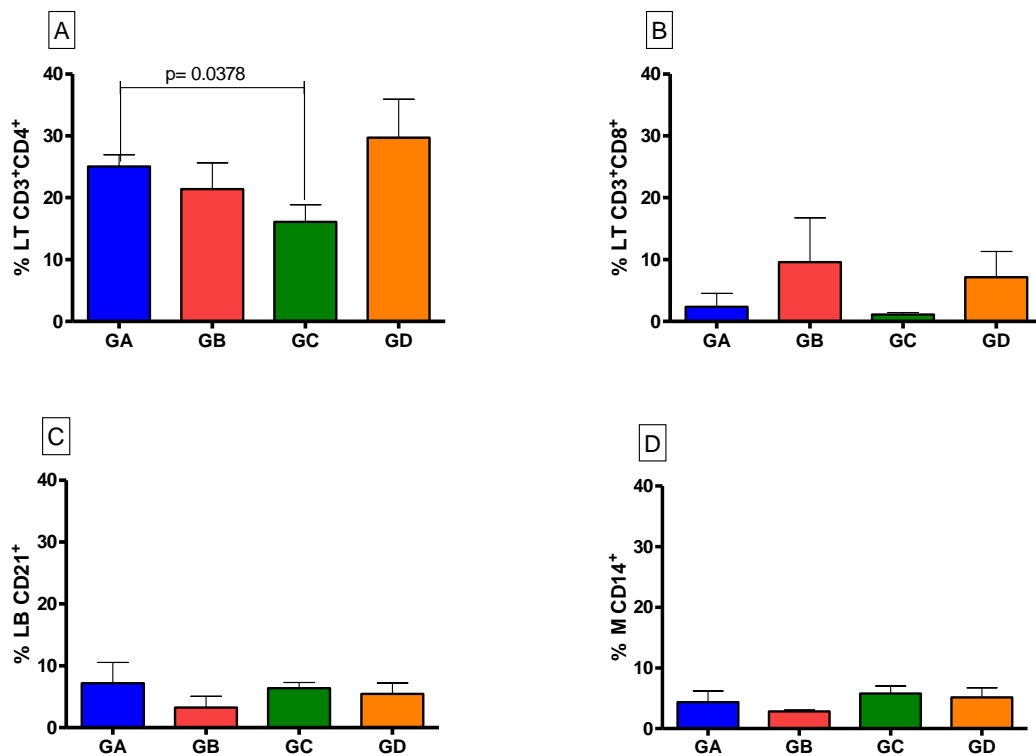 A
% LT CD3+CD4+
40
30
20
10
0
p= 0.0378
GA GB GC GD
B
% LT CD3+CD8+
40
30
20
10
0
GA GB GC GD
C
% LB CD21+
40
30
20
10
0
GA GB GC GD
D
% M CD14+
40
30
20
10
0
GA GB GC GD